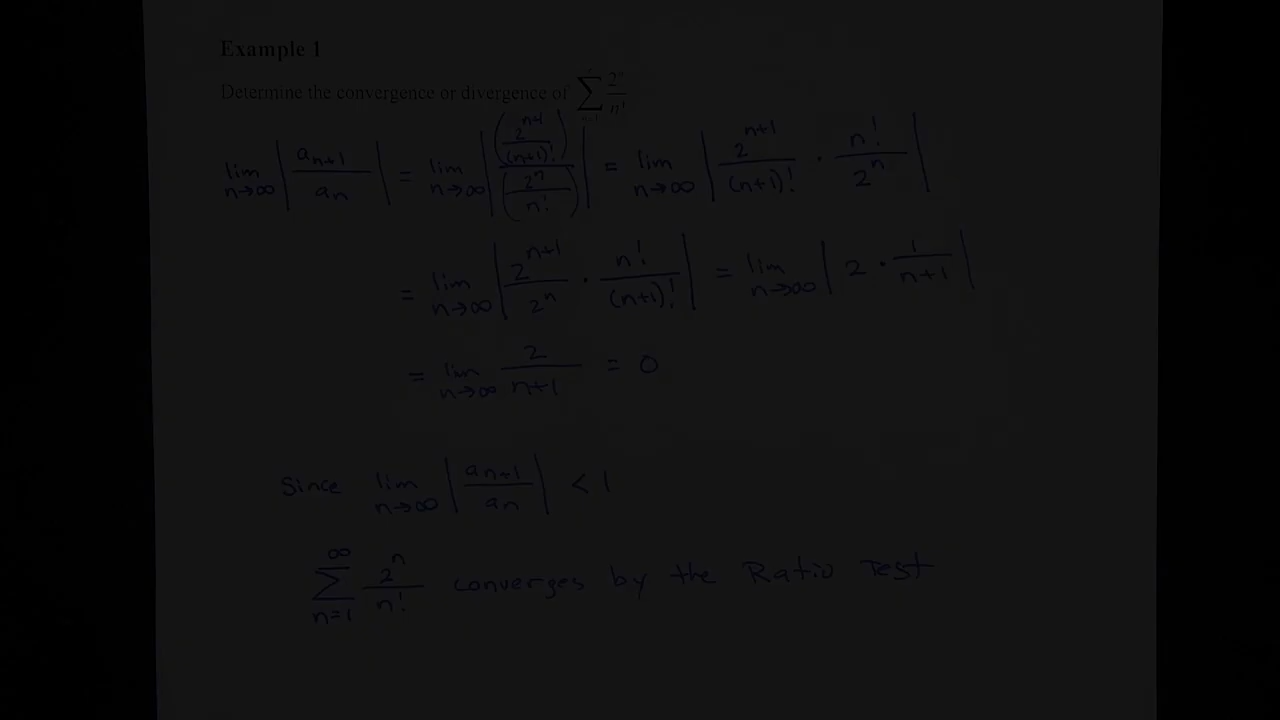 Example 1
Determine the convergence or divergence of ∑ 2ⁿ/n!
lim n→∞ |aₙ₊₁/aₙ| = lim n→∞ |(2ⁿ⁺¹/(n+1)!)/(2ⁿ/n!)| = lim n→∞ |2ⁿ⁺¹/(n+1)! · n!/2ⁿ|
= lim n→∞ |2ⁿ⁺¹/2ⁿ · n!/(n+1)!| = lim n→∞ |2 · 1/(n+1)|
= lim n→∞ 2/(n+1) = 0
Since lim n→∞ |aₙ₊₁/aₙ| < 1
∑ n=1 ∞ 2ⁿ/n! converges by the Ratio Test